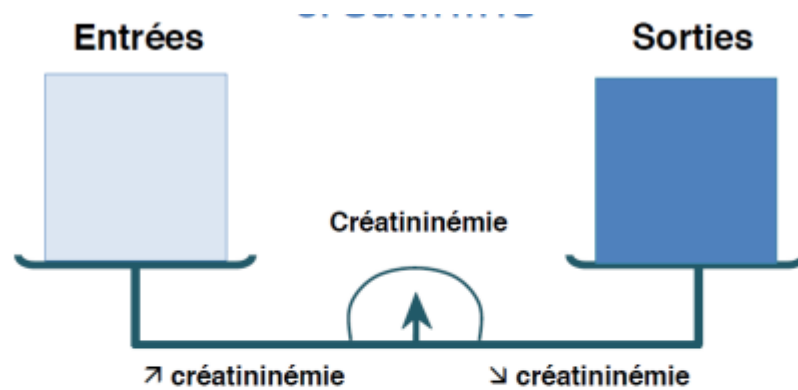 Entrées
Sorties
Créatininémie
↗ créatininémie
↘ créatininémie